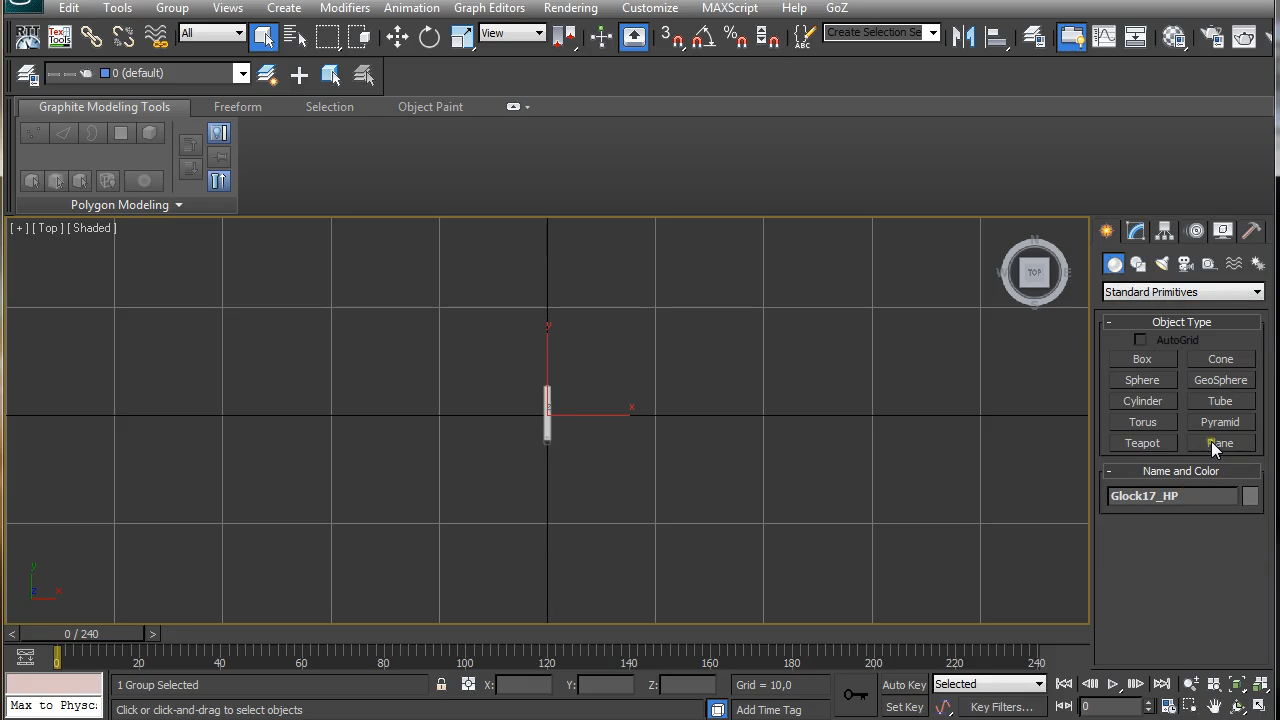 Edit Tools Group Views Create Modifiers Animation Graph Editors Rendering Customize MAXScript Help GoZ
All View 3 Create Selection Se
0 (default)
Graphite Modeling Tools Freeform Selection Object Paint
Polygon Modeling
[ + ] [ Top ] [ Shaded ]
N
TOP
y
x
y
z x
Standard Primitives
- Object Type
AutoGrid
Box Cone
Sphere GeoSphere
Cylinder Tube
Torus Pyramid
Teapot Plane
- Name and Color
Glock17_HP
< 0 / 240 >
0 20 40 60 80 100 120 140 160 180 200 220 240
1 Group Selected X: Y: Z: Grid = 10,0 Auto Key Selected
Max to Physc: Click or click-and-drag to select objects Add Time Tag Set Key Key Filters... 0